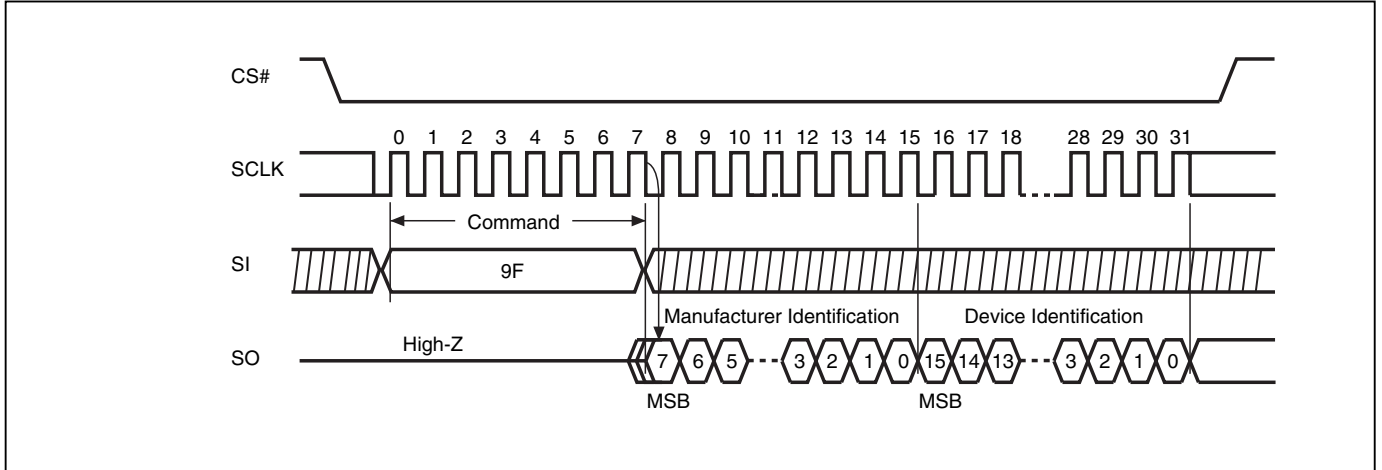 CS#
0 1 2 3 4 5 6 7 8 9 10 11 12 13 14 15 16 17 18 28 29 30 31
SCLK
Command
SI
9F
Manufacturer Identification Device Identification
High-Z
SO
7 6 5 3 2 1 0 15 14 13 3 2 1 0
MSB MSB